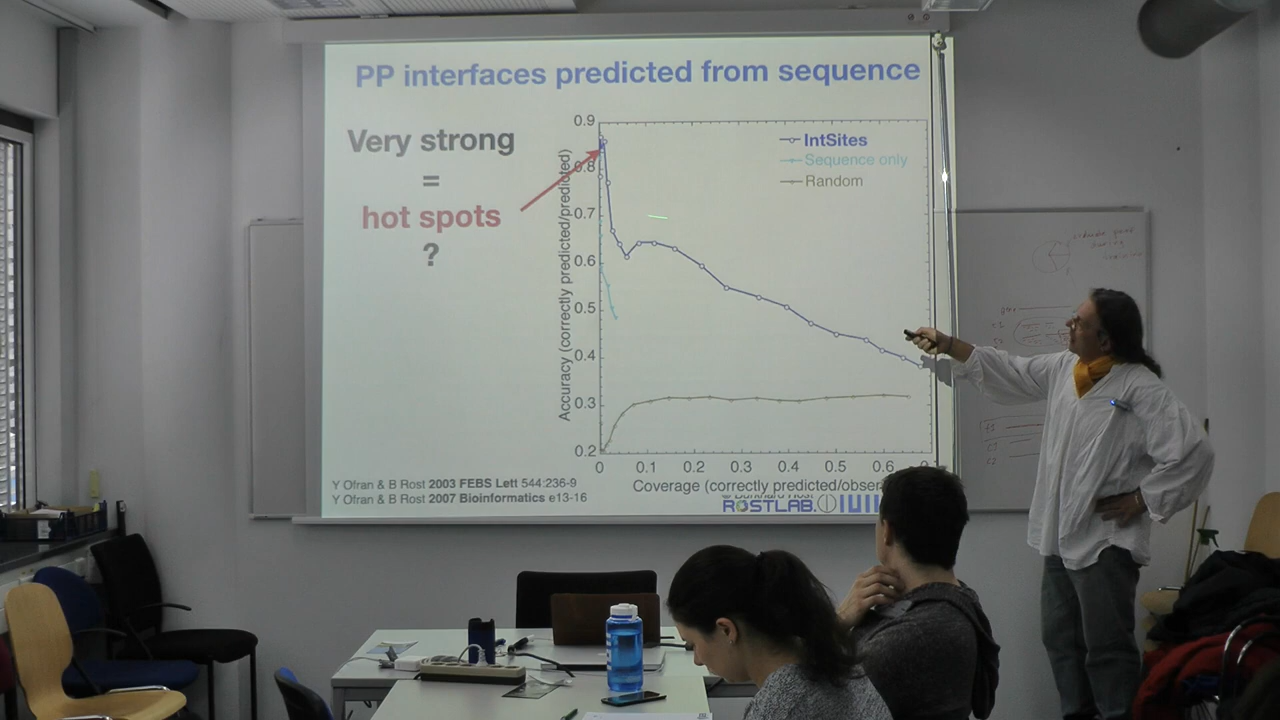 PP interfaces predicted from sequence
Very strong
=
hot spots
?
Accuracy (correctly predicted/predicted)
0.9
0.8
0.7
0.6
0.5
0.4
0.3
0.2
IntSites
Sequence only
Random
0 0.1 0.2 0.3 0.4 0.5 0.6
Coverage (correctly predicted/obser
Y Ofran & B Rost 2003 FEBS Lett 544:236-9
Y Ofran & B Rost 2007 Bioinformatics e13-16
ROSTLAB.